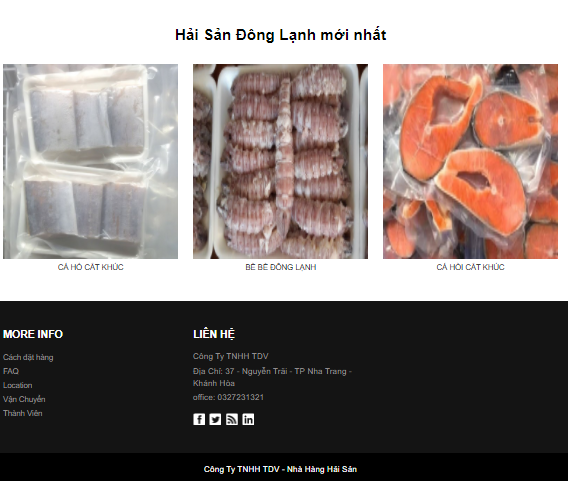 Hải Sản Đông Lạnh mới nhất
CÁ HỐ CẮT KHÚC
BỀ BỀ ĐÔNG LẠNH
CÁ HỒI CẮT KHÚC
MORE INFO
Cách đặt hàng
FAQ
Location
Vận Chuyển
Thành Viên
LIÊN HỆ
Công Ty TNHH TDV
Địa Chỉ: 37 - Nguyễn Trãi - TP Nha Trang -
Khánh Hòa
office: 0327231321
Công Ty TNHH TDV - Nhà Hàng Hải Sản